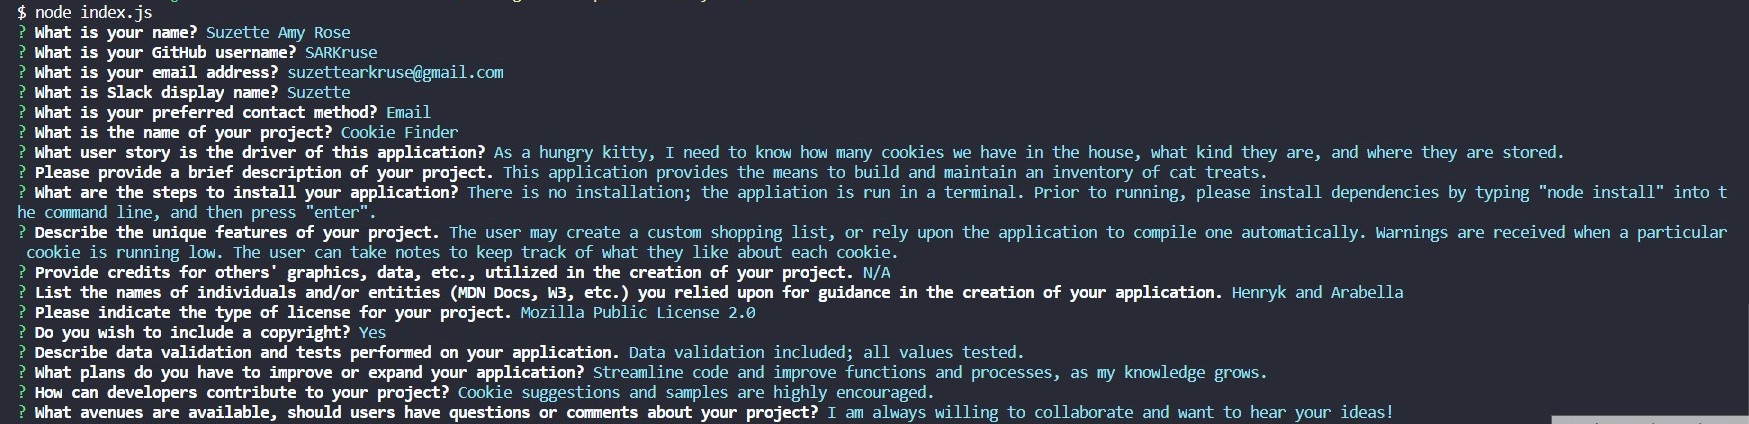 $ node index.js
? What is your name? Suzette Amy Rose
? What is your GitHub username? SARKruse
? What is your email address? suzettearkruse@gmail.com
? What is Slack display name? Suzette
? What is your preferred contact method? Email
? What is the name of your project? Cookie Finder
? What user story is the driver of this application? As a hungry kitty, I need to know how many cookies we have in the house, what kind they are, and where they are stored.
? Please provide a brief description of your project. This application provides the means to build and maintain an inventory of cat treats.
? What are the steps to install your application? There is no installation; the appliation is run in a terminal. Prior to running, please install dependencies by typing "node install" into t
he command line, and then press "enter".
? Describe the unique features of your project. The user may create a custom shopping list, or rely upon the application to compile one automatically. Warnings are received when a particular
cookie is running low. The user can take notes to keep track of what they like about each cookie.
? Provide credits for others' graphics, data, etc., utilized in the creation of your project. N/A
? List the names of individuals and/or entities (MDN Docs, W3, etc.) you relied upon for guidance in the creation of your application. Henryk and Arabella
? Please indicate the type of license for your project. Mozilla Public License 2.0
? Do you wish to include a copyright? Yes
? Describe data validation and tests performed on your application. Data validation included; all values tested.
? What plans do you have to improve or expand your application? Streamline code and improve functions and processes, as my knowledge grows.
? How can developers contribute to your project? Cookie suggestions and samples are highly encouraged.
? What avenues are available, should users have questions or comments about your project? I am always willing to collaborate and want to hear your ideas!